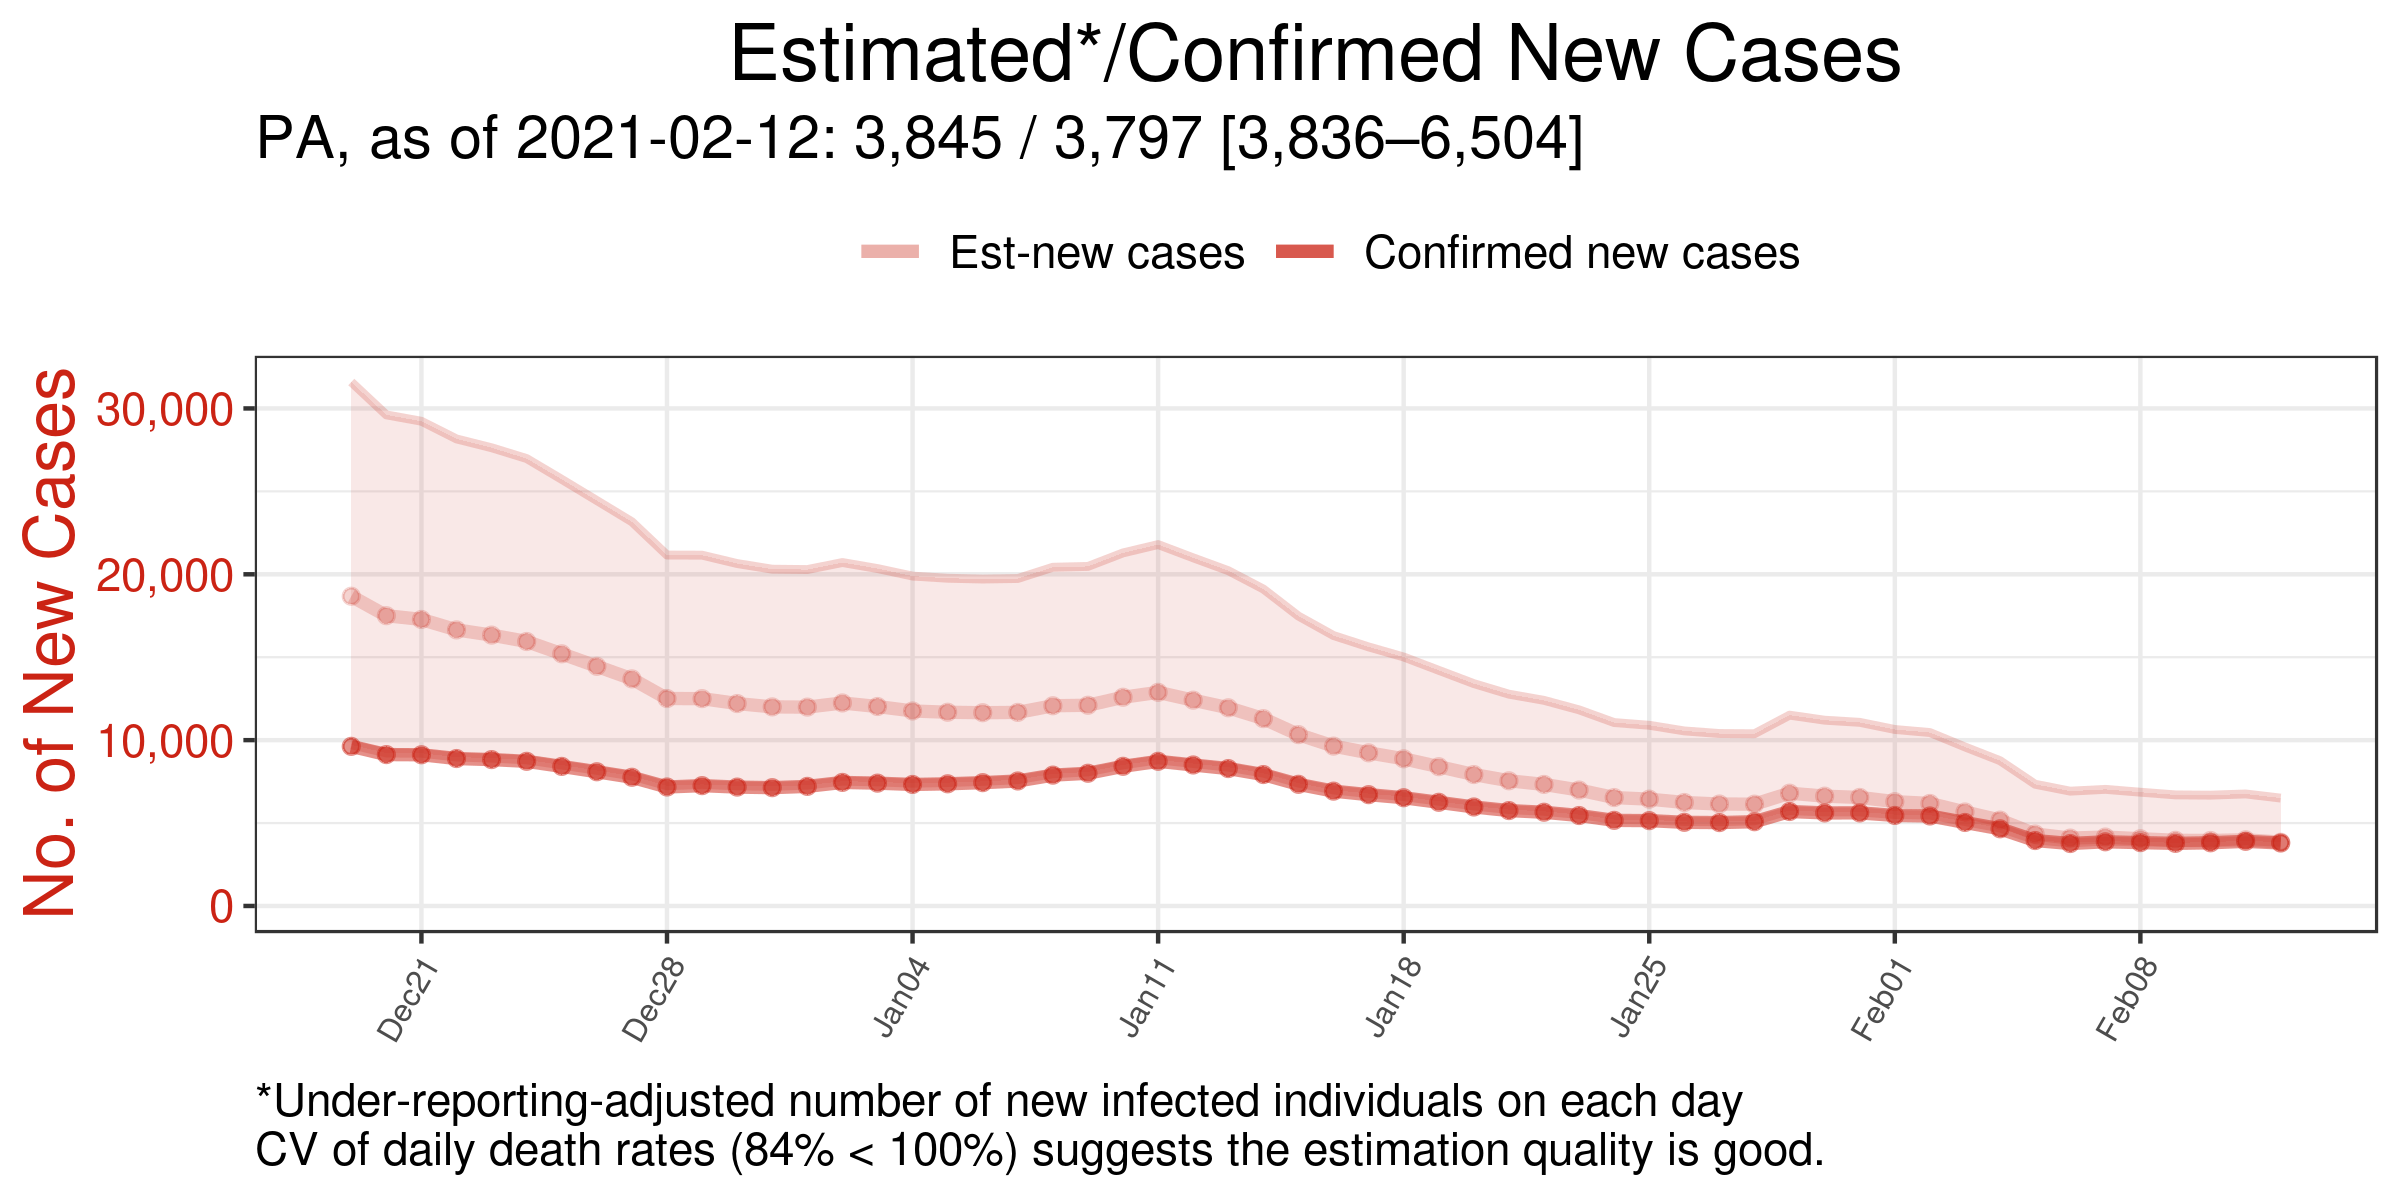 Estimated*/Confirmed New Cases
PA, as of 2021-02-12: 3,845 / 3,797 [3,836–6,504]
Est-new cases
Confirmed new cases
No. of New Cases
30,000
20,000
10,000
0
Dec21
Dec28
Jan04
Jan11
Jan18
Jan25
Feb01
Feb08
*Under-reporting-adjusted number of new infected individuals on each day
CV of daily death rates (84% < 100%) suggests the estimation quality is good.